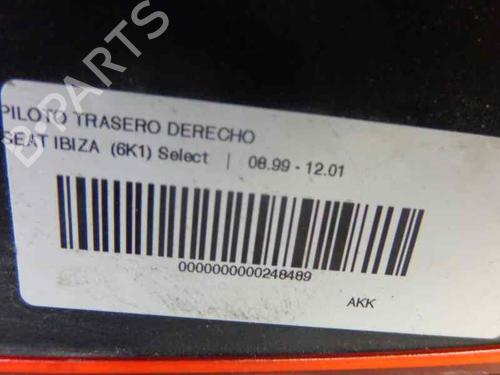 PILOTO TRASERO DERECHO
SEAT IBIZA (6K1) Select | 08.99 - 12.01
0000000000248489
AKK
B-PARTS